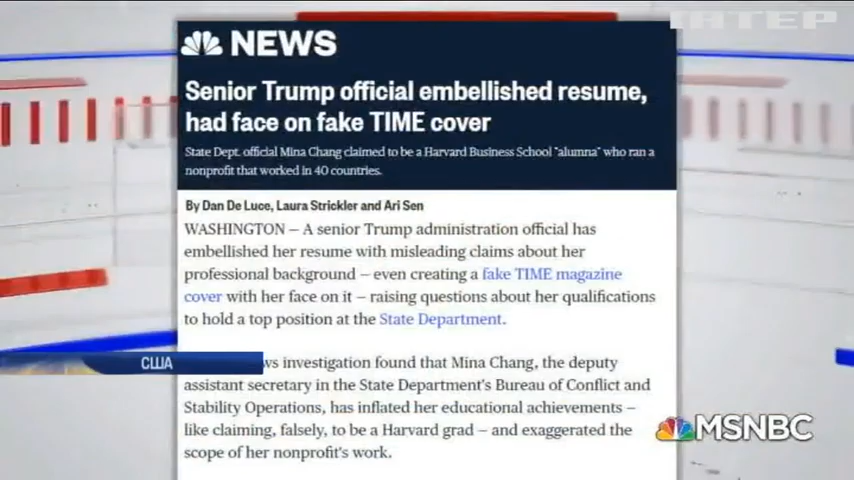 ІНТЕР
NEWS
Senior Trump official embellished resume,
had face on fake TIME cover
State Dept. official Mina Chang claimed to be a Harvard Business School "alumna" who ran a
nonprofit that worked in 40 countries.
By Dan De Luce, Laura Strickler and Ari Sen
WASHINGTON — A senior Trump administration official has
embellished her resume with misleading claims about her
professional background — even creating a fake TIME magazine
cover with her face on it — raising questions about her qualifications
to hold a top position at the State Department.
ws investigation found that Mina Chang, the deputy
assistant secretary in the State Department's Bureau of Conflict and
Stability Operations, has inflated her educational achievements —
like claiming, falsely, to be a Harvard grad — and exaggerated the
scope of her nonprofit's work.
США
MSNBC